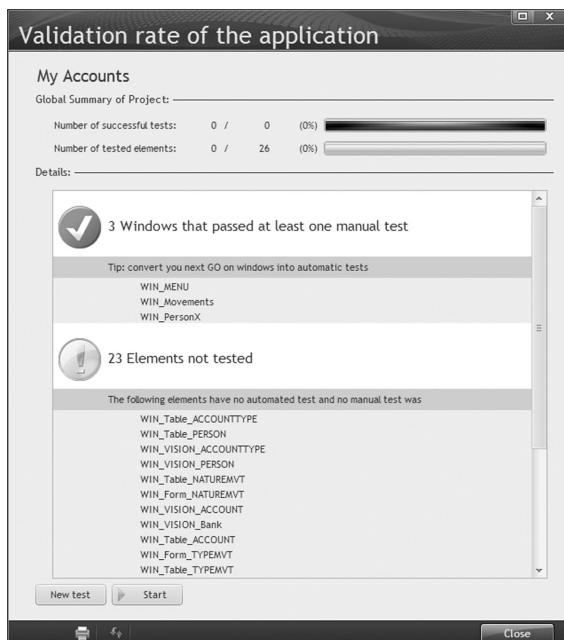 Validation rate of the application
My Accounts
Global Summary of Project:
Number of successful tests: 0 / 0 (0%)
Number of tested elements: 0 / 26 (0%)
Details:
3 Windows that passed at least one manual test
Tip: convert you next GO on windows into automatic tests
WIN_MENU
WIN_Movements
WIN_PersonX
23 Elements not tested
The following elements have no automated test and no manual test was
WIN_Table_ACCOUNTTYPE
WIN_Table_PERSON
WIN_VISION_ACCOUNTTYPE
WIN_VISION_PERSON
WIN_Table_NATUREMVT
WIN_Form_NATUREMVT
WIN_VISION_ACCOUNT
WIN_VISION_Bank
WIN_Table_ACCOUNT
WIN_Form_TYPEMVT
WIN_Table_TYPEMVT
New test Start
Close